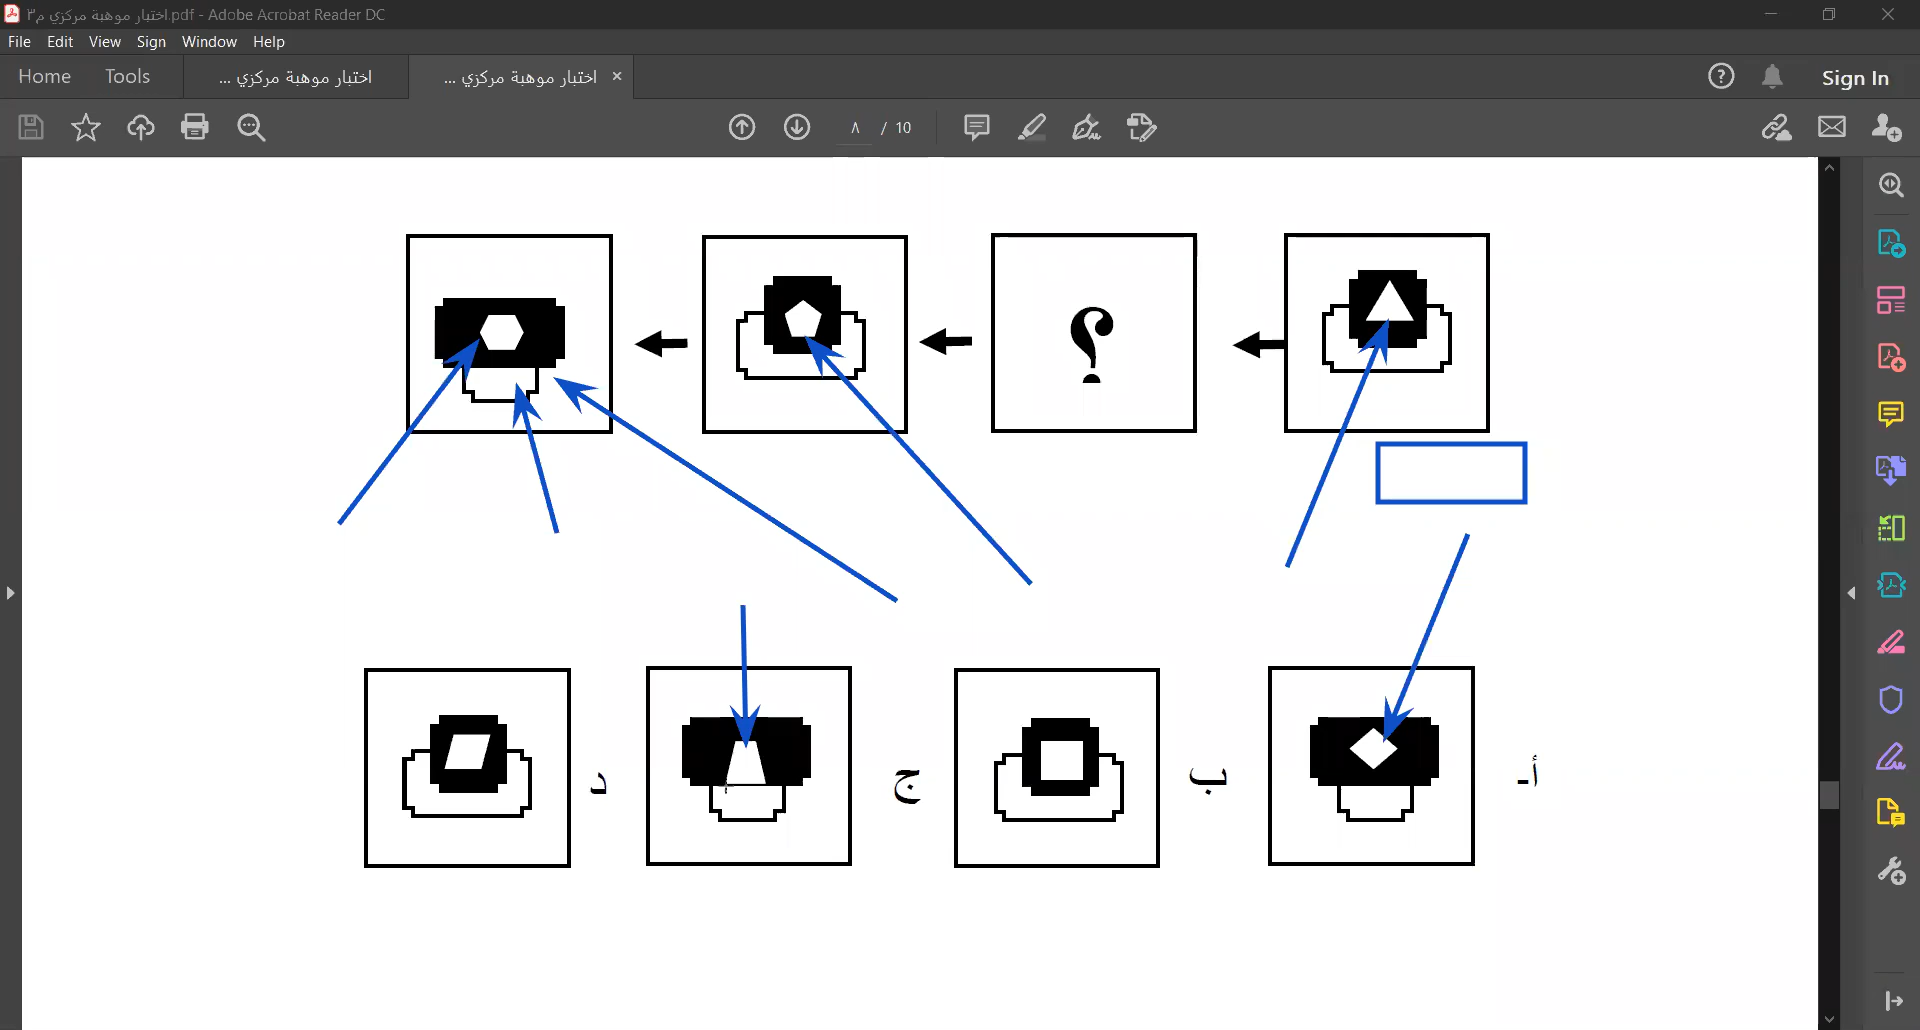 اختبار موهبة مركزي م٣.pdf - Adobe Acrobat Reader DC
File Edit View Sign Window Help
Home Tools اختبار موهبة مركزي ... اختبار موهبة مركزي ... × Sign In
٨ / 10
؟
أ- ب ج د